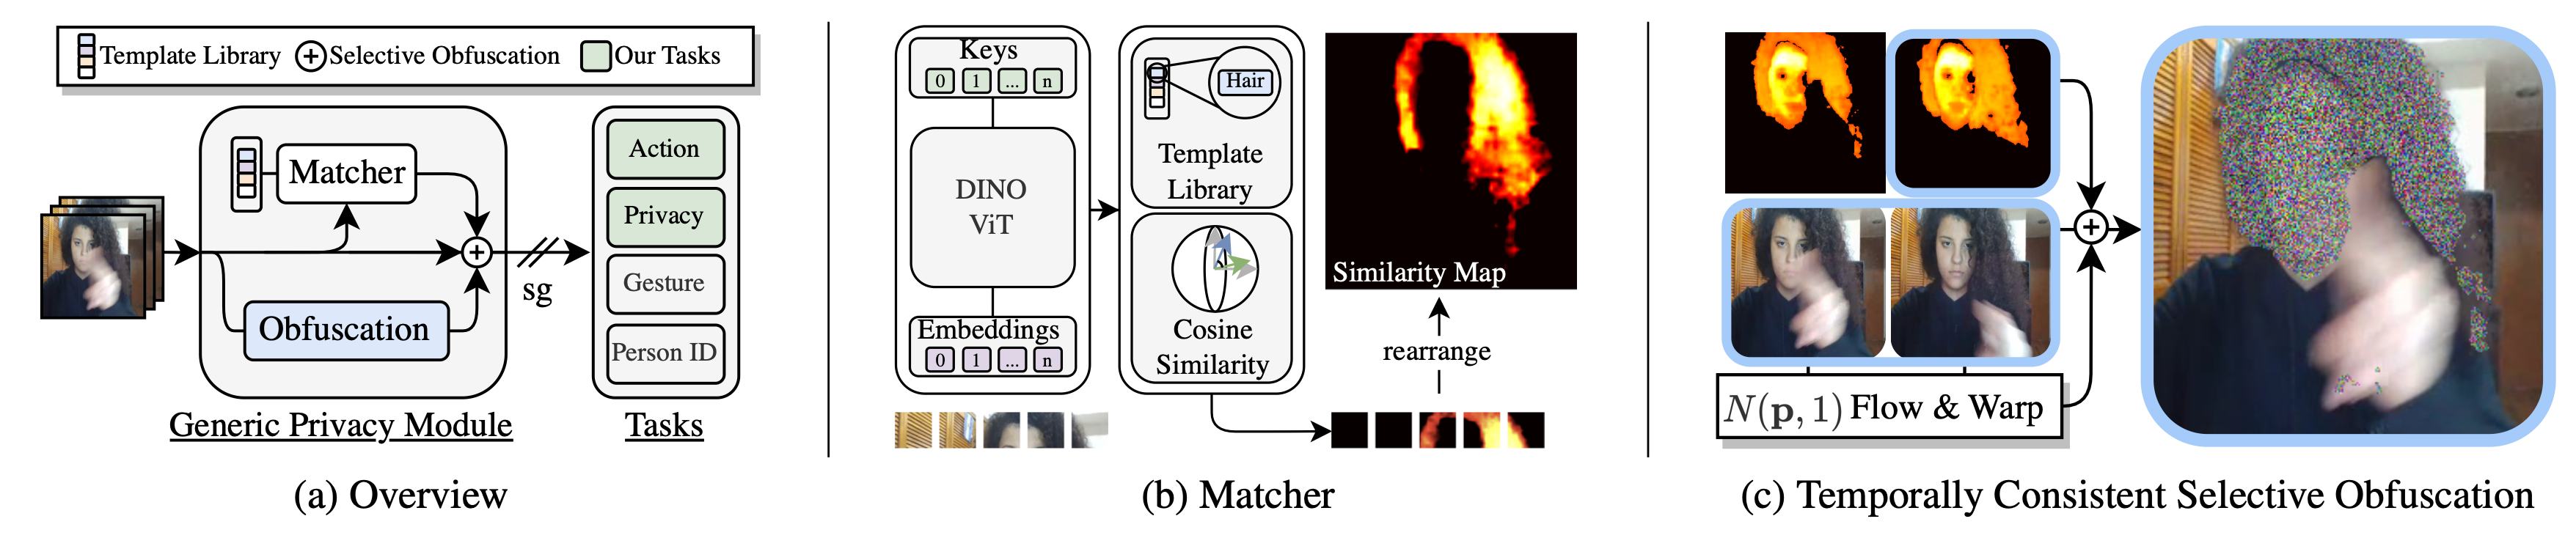 Template Library
Selective Obfuscation
Our Tasks
Matcher
Obfuscation
sg
Action
Privacy
Gesture
Person ID
Generic Privacy Module
Tasks
(a) Overview
Keys
0 1 ... n
DINO
ViT
Embeddings
0 1 ... n
Hair
Template
Library
Cosine
Similarity
Similarity Map
rearrange
(b) Matcher
N(p, 1) Flow & Warp
(c) Temporally Consistent Selective Obfuscation